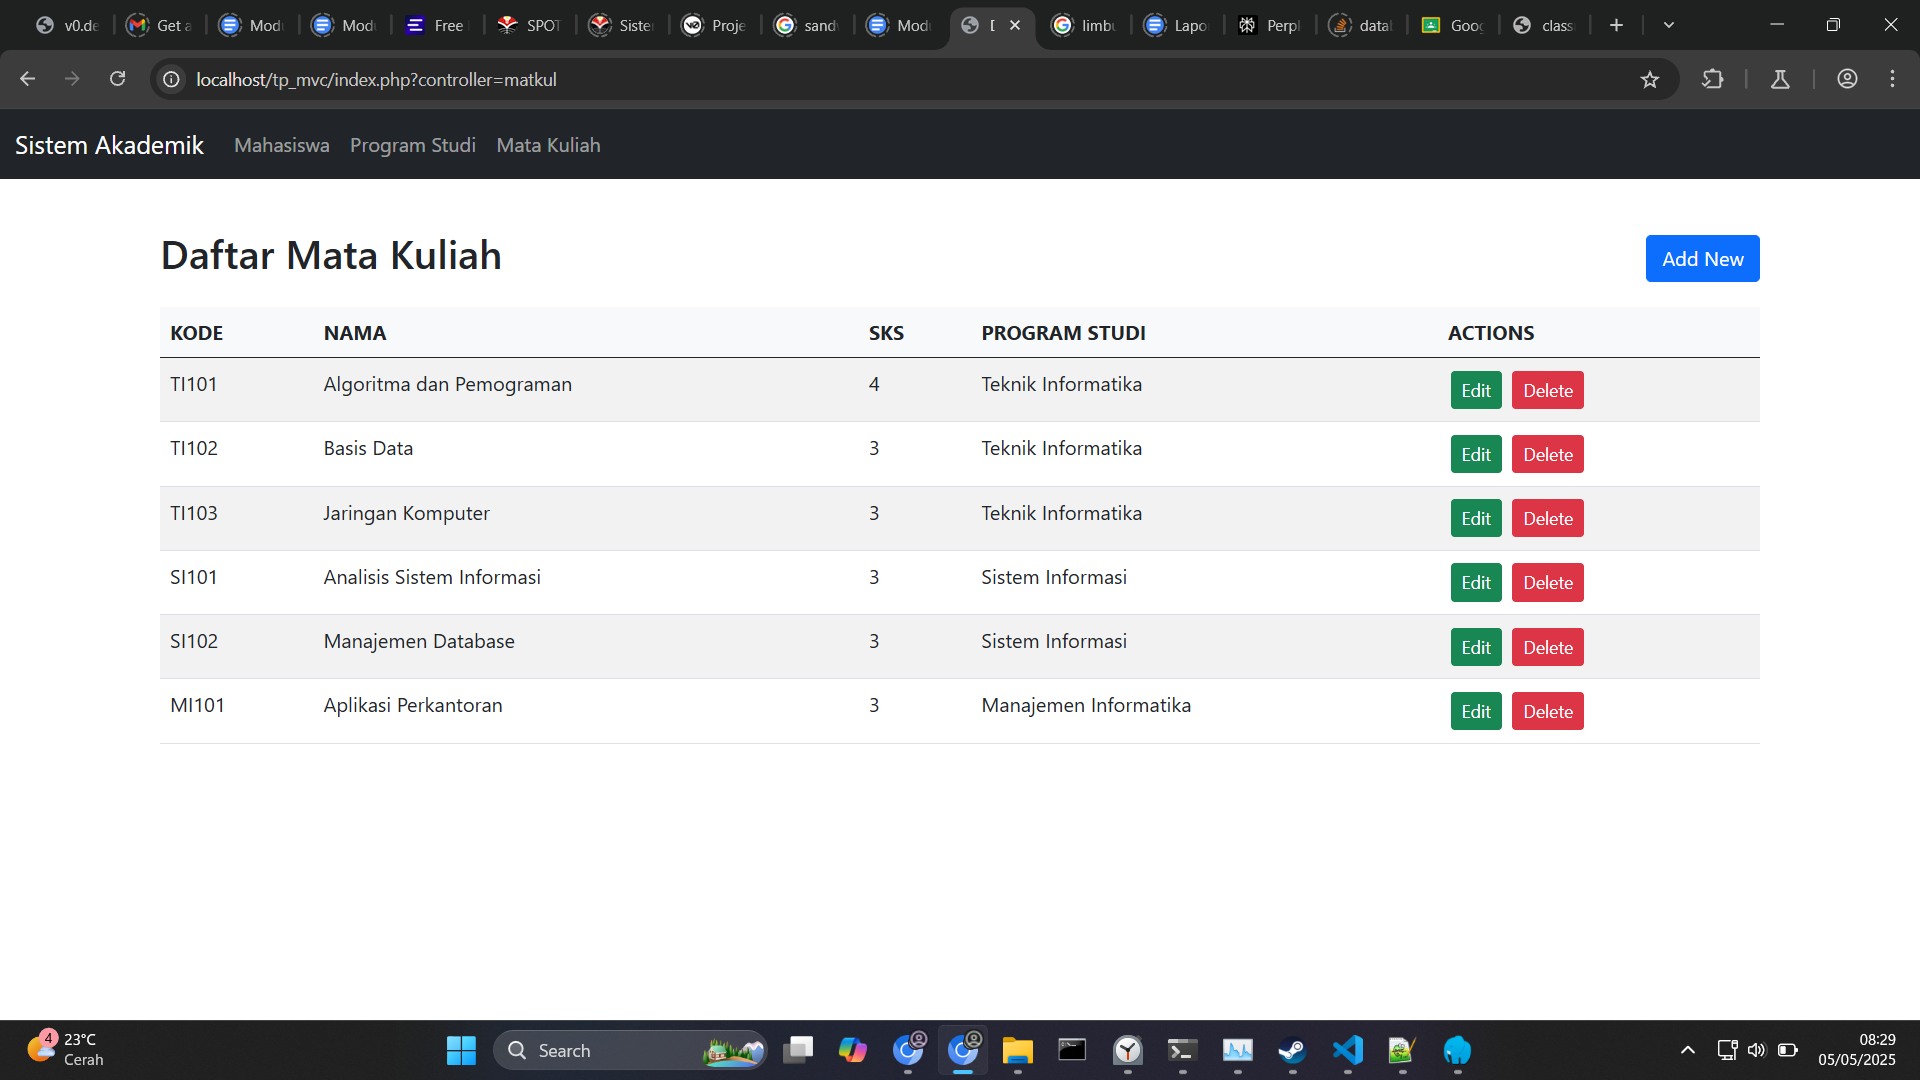 v0.de Get a Mod Mod Free SPOT Siste Proje sand Mod limbu Lapo Perpl datal Goog class
localhost/tp_mvc/index.php?controller=matkul
Sistem Akademik Mahasiswa Program Studi Mata Kuliah
Daftar Mata Kuliah Add New
KODE NAMA SKS PROGRAM STUDI ACTIONS
TI101 Algoritma dan Pemograman 4 Teknik Informatika Edit Delete
TI102 Basis Data 3 Teknik Informatika Edit Delete
TI103 Jaringan Komputer 3 Teknik Informatika Edit Delete
SI101 Analisis Sistem Informasi 3 Sistem Informasi Edit Delete
SI102 Manajemen Database 3 Sistem Informasi Edit Delete
MI101 Aplikasi Perkantoran 3 Manajemen Informatika Edit Delete
4 23°C
Cerah
Search
08:29
05/05/2025